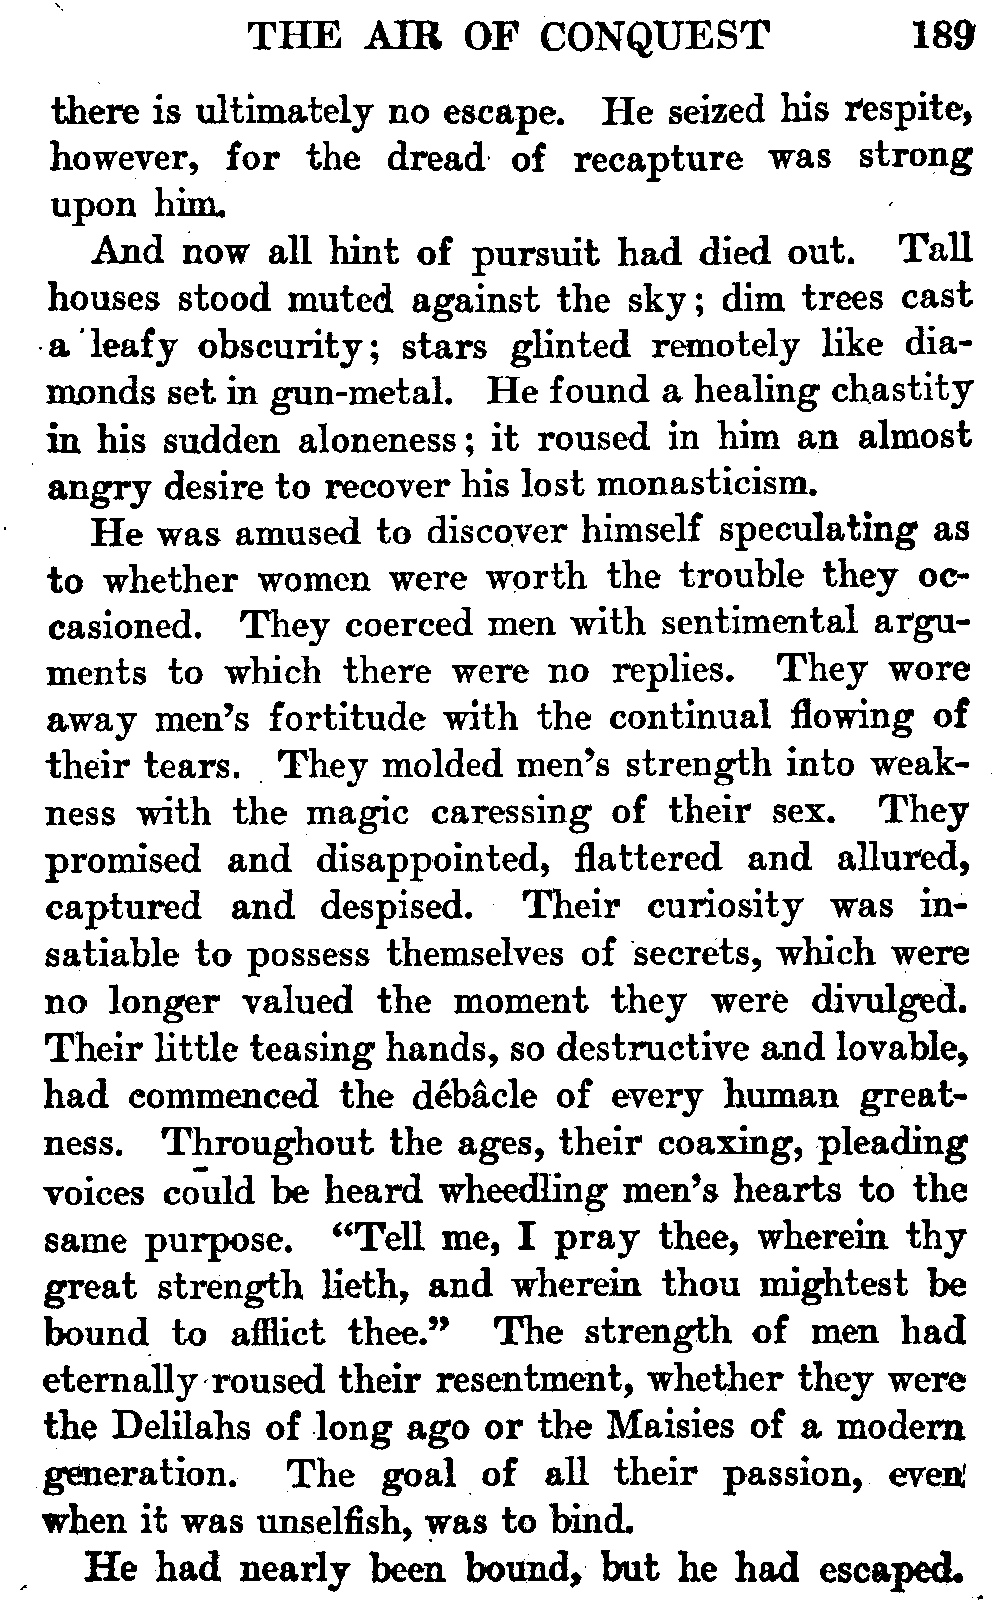 THE AIR OF CONQUEST 189
there is ultimately no escape. He seized his respite,
however, for the dread of recapture was strong
upon him.
And now all hint of pursuit had died out. Tall
houses stood muted against the sky; dim trees cast
a leafy obscurity; stars glinted remotely like dia-
monds set in gun-metal. He found a healing chastity
in his sudden aloneness; it roused in him an almost
angry desire to recover his lost monasticism.
He was amused to discover himself speculating as
to whether women were worth the trouble they oc-
casioned. They coerced men with sentimental argu-
ments to which there were no replies. They wore
away men's fortitude with the continual flowing of
their tears. They molded men's strength into weak-
ness with the magic caressing of their sex. They
promised and disappointed, flattered and allured,
captured and despised. Their curiosity was in-
satiable to possess themselves of secrets, which were
no longer valued the moment they were divulged.
Their little teasing hands, so destructive and lovable,
had commenced the débâcle of every human great-
ness. Throughout the ages, their coaxing, pleading
voices could be heard wheedling men's hearts to the
same purpose. “Tell me, I pray thee, wherein thy
great strength lieth, and wherein thou mightest be
bound to afflict thee.” The strength of men had
eternally roused their resentment, whether they were
the Delilahs of long ago or the Maisies of a modern
generation. The goal of all their passion, even
when it was unselfish, was to bind.
He had nearly been bound, but he had escaped.